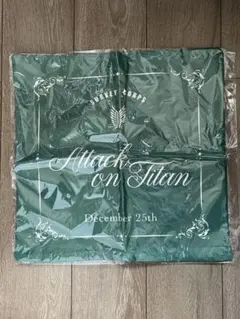 SURVEY CORPS
Attack
on Titan
December 25th